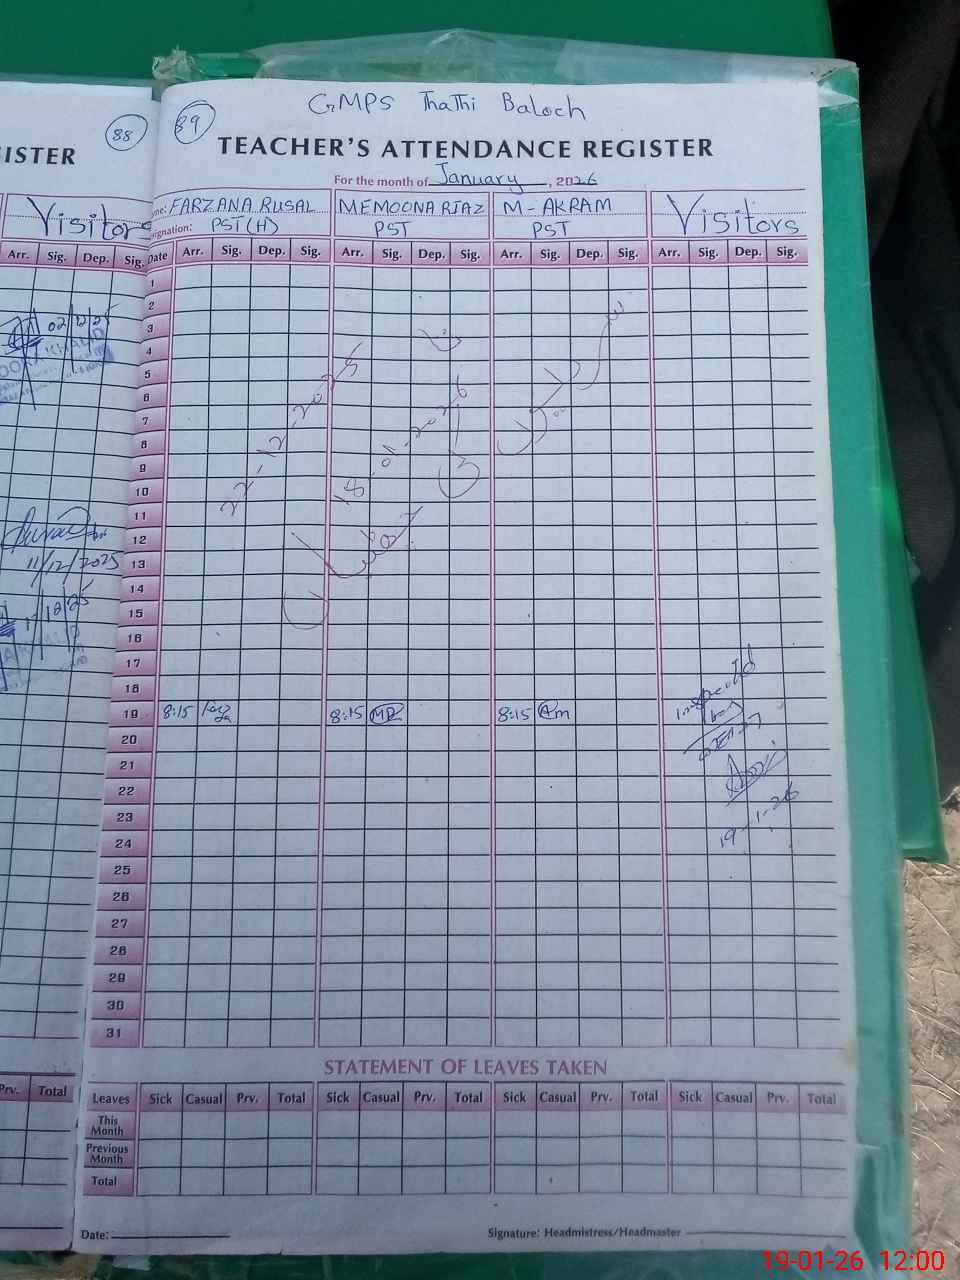 GMPS Thathi Baloch
88
89
ISTER
TEACHER'S ATTENDANCE REGISTER
For the month of January, 2026
Visitors
FARZANA RUSAL MEMOONA RIAZ M-AKRAM Visitors
Designation: PST(H) PST PST
Arr. Sig. Dep. Sig. Date Arr. Sig. Dep. Sig. Arr. Sig. Dep. Sig. Arr. Sig. Dep. Sig. Arr. Sig. Dep. Sig.
1
2
3
02/12/25
4
5
6
7
8
9
10
22-12-2025
18-01-2026
11
12
11/12/2025
13
14
15
16
17
18
19 8:15 8:15 MR 8:15 Am
Inspected
by
20
21
22
19-1-26
23
24
25
26
27
28
29
30
31
STATEMENT OF LEAVES TAKEN
Prv. Total
Leaves Sick Casual Prv. Total Sick Casual Prv. Total Sick Casual Prv. Total Sick Casual Prv. Total
This Month
Previous Month
Total
Date: Signature: Headmistress/Headmaster
19-01-26 12:00